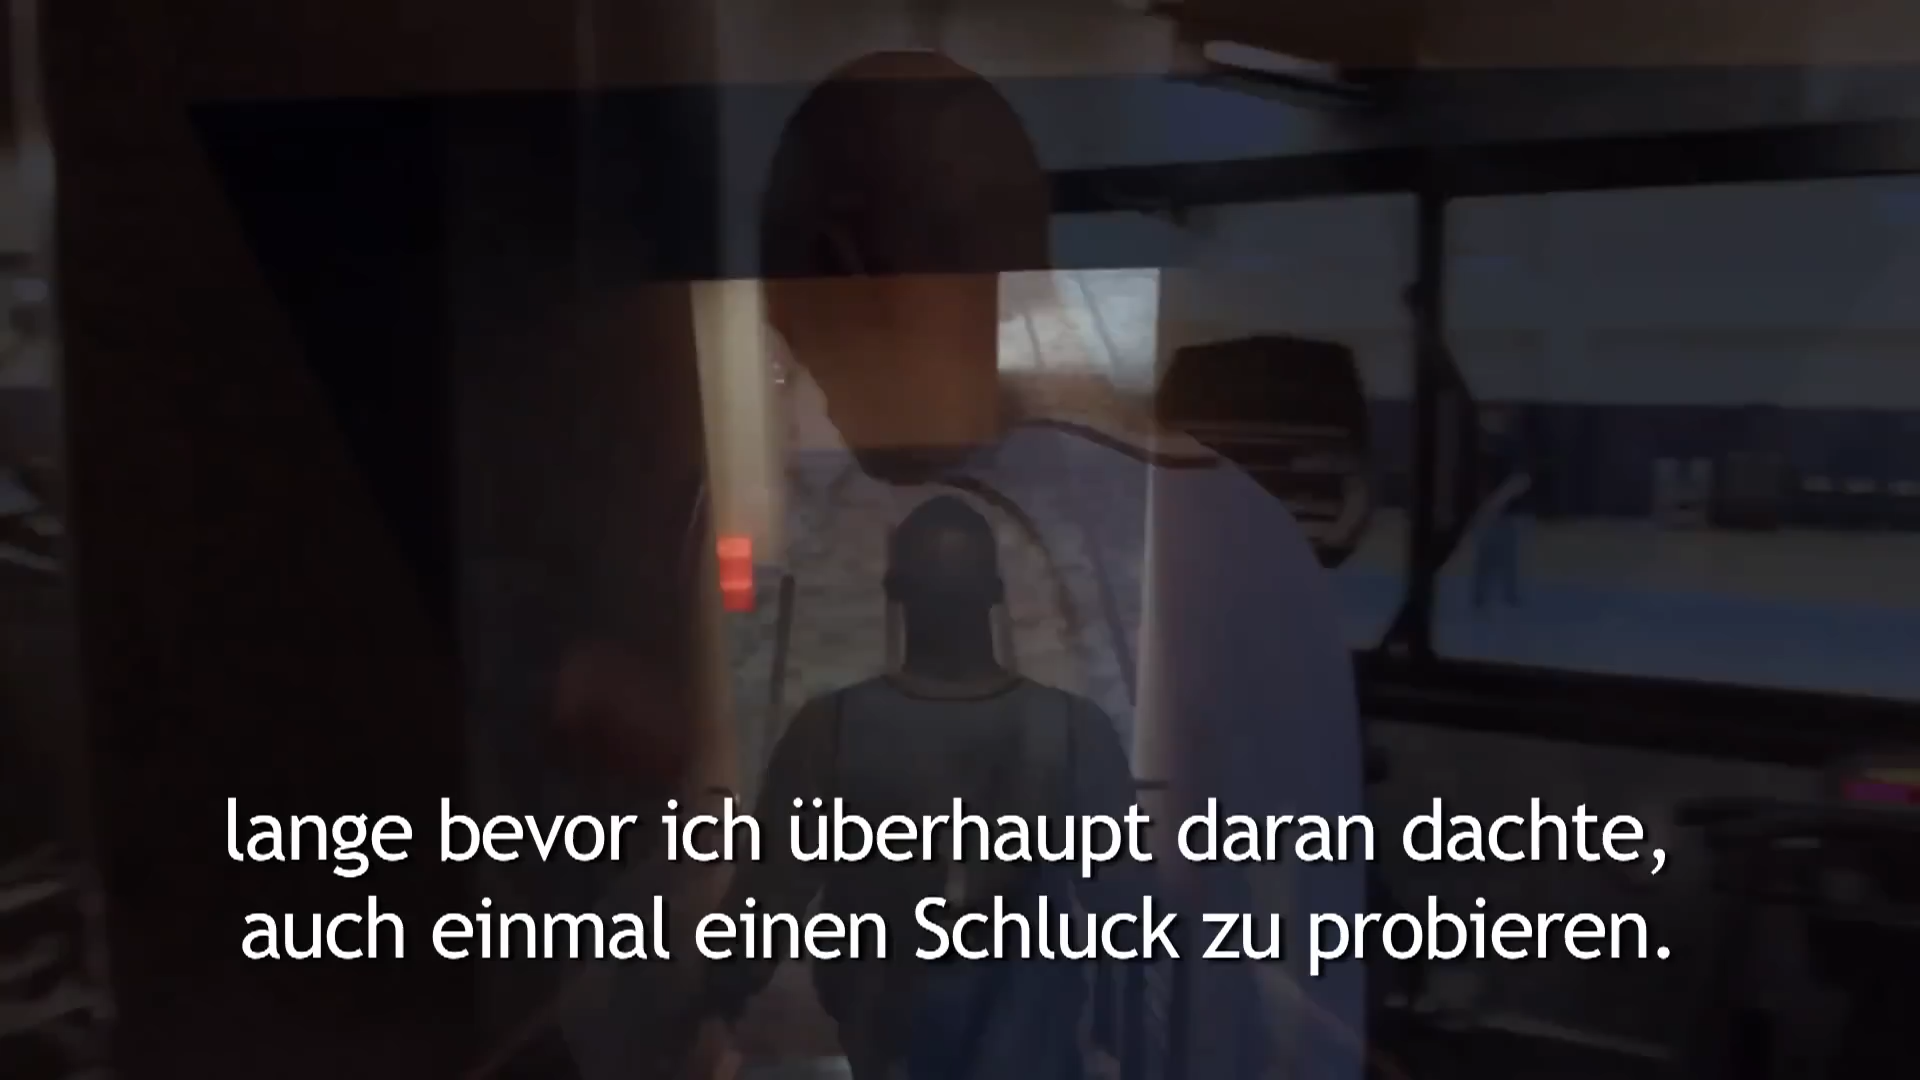 lange bevor ich überhaupt daran dachte,
auch einmal einen Schluck zu probieren.